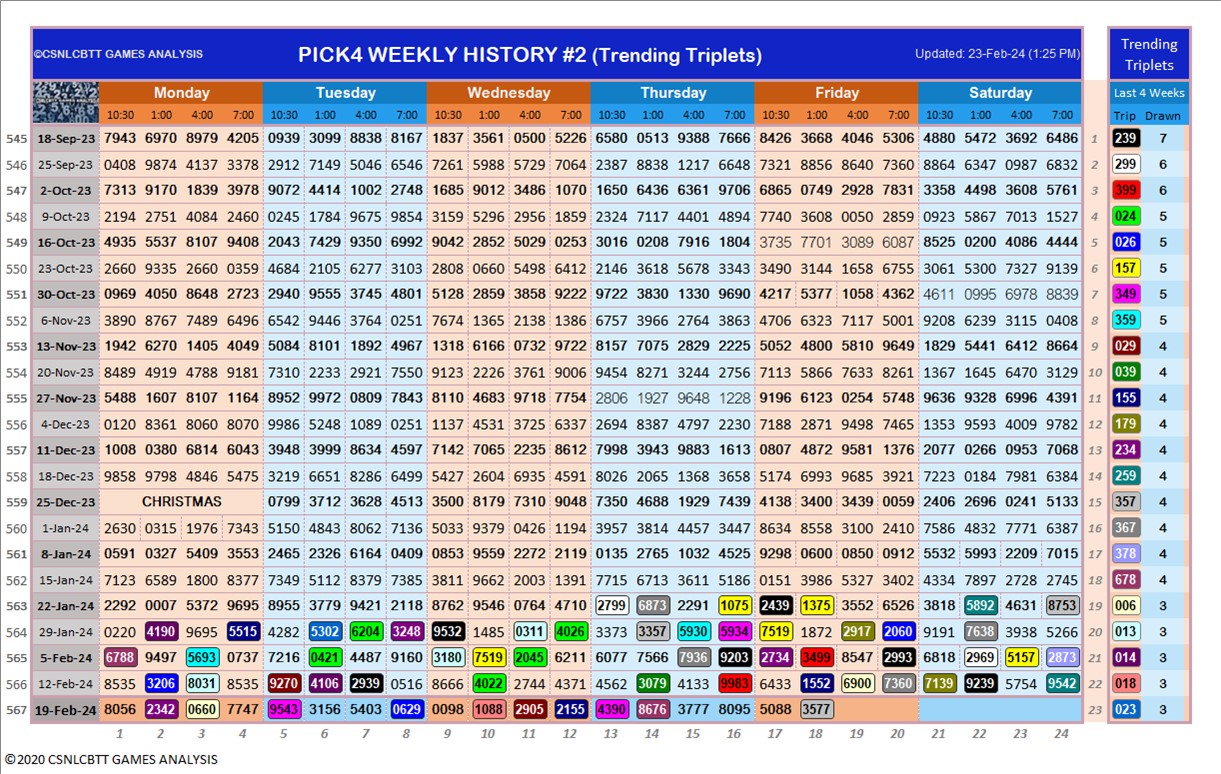 ©CSNLCBTT GAMES ANALYSIS PICK4 WEEKLY HISTORY #2 (Trending Triplets) Updated: 23-Feb-24 (1:25 PM) Trending
Triplets
Monday Tuesday Wednesday Thursday Friday Saturday Last 4 Weeks
10:30 1:00 4:00 7:00 10:30 1:00 4:00 7:00 10:30 1:00 4:00 7:00 10:30 1:00 4:00 7:00 10:30 1:00 4:00 7:00 10:30 1:00 4:00 7:00 Trip Drawn
545 18-Sep-23 7943 6970 8979 4205 0939 3099 8838 8167 1837 3561 0500 5226 6580 0513 9388 7666 8426 3668 4046 5306 4880 5472 3692 6486 1 239 7
546 25-Sep-23 0408 9874 4137 3378 2912 7149 5046 6546 7261 5988 5729 7064 2387 8838 1217 6648 7321 8856 8640 7360 8864 6347 0987 6832 2 299 6
547 2-Oct-23 7313 9170 1839 3978 9072 4414 1002 2748 1685 9012 3486 1070 1650 6436 6361 9706 6865 0749 2928 7831 3358 4498 3608 5761 3 399 6
548 9-Oct-23 2194 2751 4084 2460 0245 1784 9675 9854 3159 5296 2956 1859 2324 7117 4401 4894 7740 3608 0050 2859 0923 5867 7013 1527 4 024 5
549 16-Oct-23 4935 5537 8107 9408 2043 7429 9350 6992 9042 2852 5029 0253 3016 0208 7916 1804 3735 7701 3089 6087 8525 0200 4086 4444 5 026 5
550 23-Oct-23 2660 9335 2660 0359 4684 2105 6277 3103 2808 0660 5498 6412 2146 3618 5678 3343 3490 3144 1658 6755 3061 5300 7327 9139 6 157 5
551 30-Oct-23 0969 4050 8648 2723 2940 9555 3745 4818 9128 2859 3858 9222 9722 3830 1330 9690 4217 5377 1058 4362 4611 0995 6978 8839 7 349 5
552 6-Nov-23 3890 8767 7489 6496 6542 9446 3764 0251 7674 1365 2138 1386 6757 3966 2764 3863 4706 6323 7117 5001 9208 6239 3115 0408 8 359 5
553 13-Nov-23 1942 6270 1405 4049 5084 8101 1892 4967 1318 6166 0732 9722 8157 7075 2829 2225 5052 4800 5810 9649 1829 5441 6412 8664 9 029 4
554 20-Nov-23 8489 4919 4788 9181 7310 2233 2921 7550 9123 2226 3761 9006 9454 8271 3244 2756 7113 5866 7633 8261 1367 1645 6470 3129 10 039 4
555 27-Nov-23 5488 1607 8107 1164 8952 9972 0809 7843 8110 4683 9718 7754 2806 1927 9648 1228 9196 6123 0254 5748 9636 9328 6996 4391 11 155 4
556 4-Dec-23 0120 8361 8060 8070 9986 5248 1089 0251 1137 4531 3725 6337 2694 8387 4797 2230 7188 2871 9498 7465 1353 9593 4009 9782 12 179 4
557 11-Dec-23 1008 0380 6814 6043 3948 3999 8634 4597 7142 7065 2235 8612 7998 3943 9883 1613 0807 4872 9581 1376 2077 0266 0953 7068 13 234 4
558 18-Dec-23 9858 9798 4846 5475 3219 6651 8286 6494 5427 2604 6935 4591 8026 2065 1368 3658 5174 6993 9685 3921 7223 0184 7981 6384 14 259 4
559 25-Dec-23 CHRISTMAS 0799 3712 3628 4513 3500 8179 7310 9048 7350 4688 1929 7439 4138 3400 3439 0059 2406 2696 0241 5133 15 357 4
560 1-Jan-24 2630 0315 1976 7343 5150 4843 8062 7136 5033 9379 0426 1194 3957 3814 4457 3447 8634 8558 3100 2410 7586 4832 7771 6387 16 367 4
561 8-Jan-24 0591 0327 5409 3553 2465 2326 6164 0409 0853 9559 2272 2119 0135 2765 1032 4525 9298 0600 0850 0912 5532 5993 2209 7015 17 378 4
562 15-Jan-24 7123 6589 1800 8377 7349 5112 8379 7385 3811 9662 2003 1391 7715 6713 3611 5186 0151 3986 5327 3402 4334 7897 2728 2745 18 678 4
563 22-Jan-24 2292 0007 5372 9695 8955 3779 9421 2118 8762 9546 0764 4710 2799 6873 2291 1075 2439 1375 3552 6526 3818 5892 4631 8753 19 006 3
564 29-Jan-24 0220 4190 9695 5515 4282 5302 6204 3248 9532 1485 0311 4026 3373 3357 5930 5934 7519 1872 2917 2060 9191 7638 3938 5266 20 013 3
565 5-Feb-24 6788 9497 5693 0737 7216 0421 4487 9160 3180 7519 2045 6211 6077 7566 7936 9203 2734 3499 8547 2993 6818 2969 5157 2873 21 014 3
566 12-Feb-24 8535 3206 8031 8535 9270 4106 2939 0516 8666 4022 2744 4371 4562 3079 4133 9983 6433 1552 6900 7360 7139 9239 5754 9542 22 018 3
567 19-Feb-24 8056 2342 0660 7747 9543 3156 5403 0629 0098 1088 2905 2155 4390 8676 3777 8095 5088 3577 23 023 3
1 2 3 4 5 6 7 8 9 10 11 12 13 14 15 16 17 18 19 20 21 22 23 24
©2020 CSNLCBTT GAMES ANALYSIS